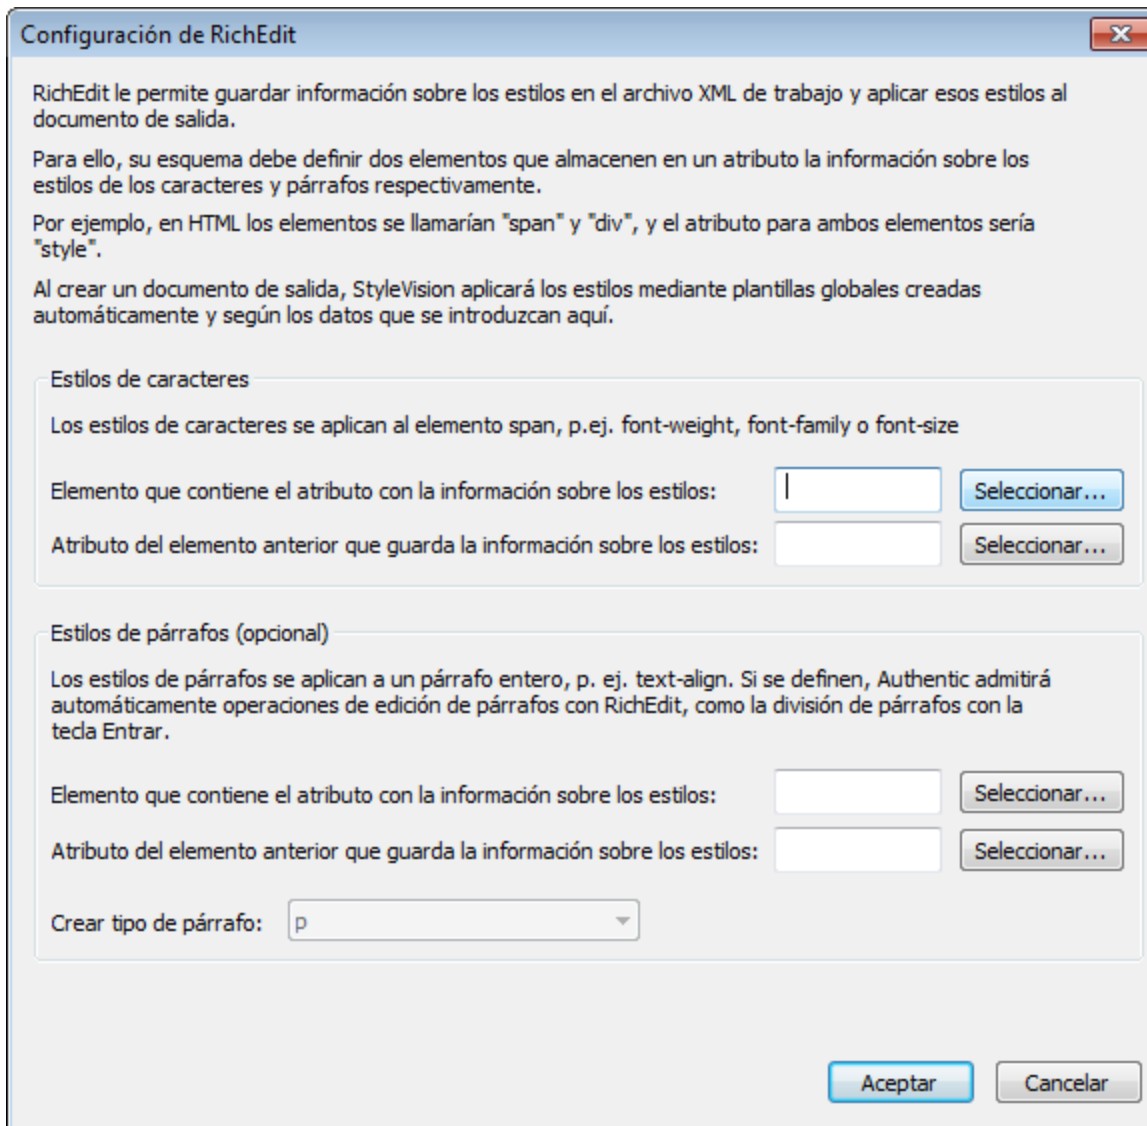 Configuración de RichEdit
RichEdit le permite guardar información sobre los estilos en el archivo XML de trabajo y aplicar esos estilos al
documento de salida.
Para ello, su esquema debe definir dos elementos que almacenen en un atributo la información sobre los
estilos de los caracteres y párrafos respectivamente.
Por ejemplo, en HTML los elementos se llamarían "span" y "div", y el atributo para ambos elementos sería
"style".
Al crear un documento de salida, StyleVision aplicará los estilos mediante plantillas globales creadas
automáticamente y según los datos que se introduzcan aquí.
Estilos de caracteres
Los estilos de caracteres se aplican al elemento span, p.ej. font-weight, font-family o font-size
Elemento que contiene el atributo con la información sobre los estilos: Seleccionar...
Atributo del elemento anterior que guarda la información sobre los estilos: Seleccionar...
Estilos de párrafos (opcional)
Los estilos de párrafos se aplican a un párrafo entero, p. ej. text-align. Si se definen, Authentic admitirá
automáticamente operaciones de edición de párrafos con RichEdit, como la división de párrafos con la
tecla Entrar.
Elemento que contiene el atributo con la información sobre los estilos: Seleccionar...
Atributo del elemento anterior que guarda la información sobre los estilos: Seleccionar...
Crear tipo de párrafo: p
Aceptar Cancelar